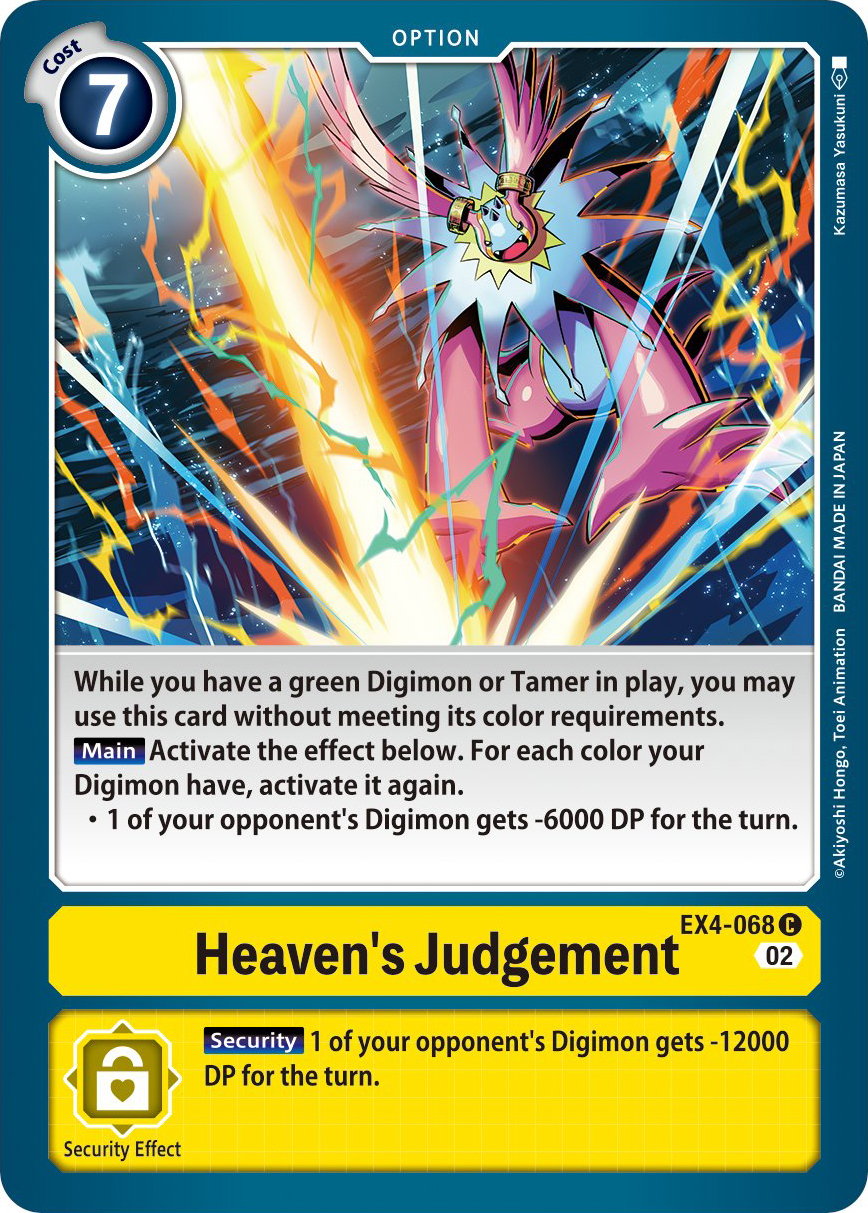 OPTION
Cost
7
Kazumasa Yasukuni
BANDAI MADE IN JAPAN
©Akiyoshi Hongo, Toei Animation
While you have a green Digimon or Tamer in play, you may
use this card without meeting its color requirements.
Main Activate the effect below. For each color your
Digimon have, activate it again.
・1 of your opponent's Digimon gets -6000 DP for the turn.
EX4-068 C
Heaven's Judgement
02
Security 1 of your opponent's Digimon gets -12000
DP for the turn.
Security Effect